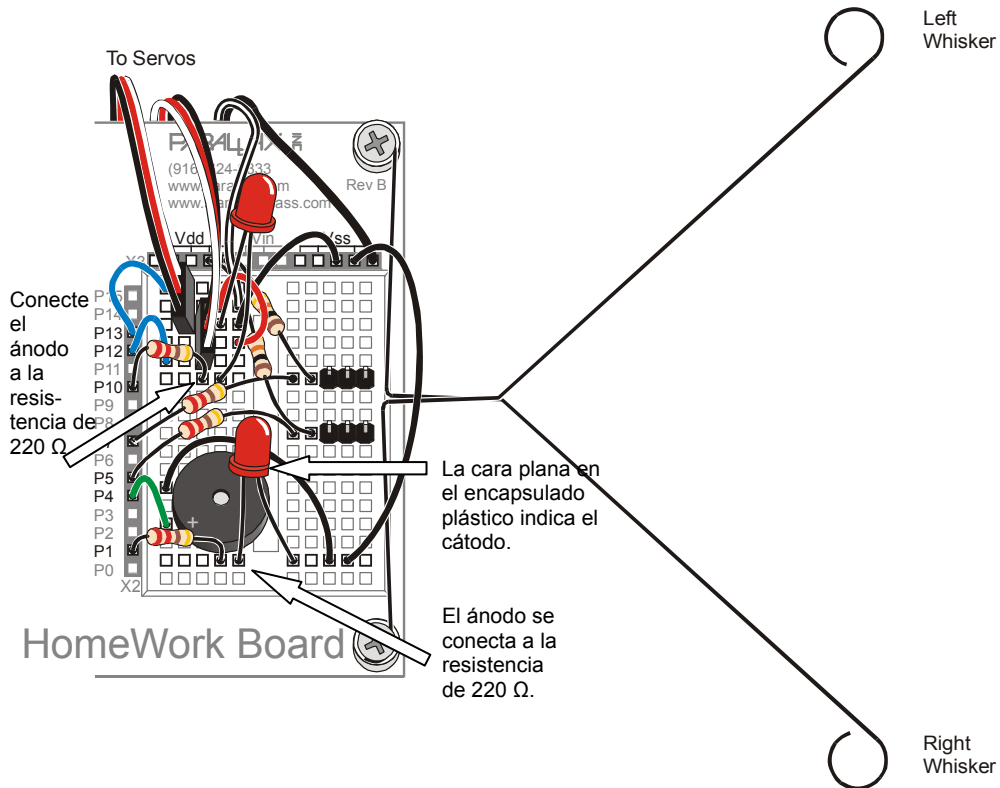 Left
Whisker
To Servos
(916)
Rev B
Vdd
Vin
Vss
X3
P15
P14
P13
P12
P11
P10
P9
P8
P6
P5
P4
P3
P2
P1
P0
X2
+
Conecte
el
ánodo
a la
resis-
tencia de
220 Ω.
La cara plana en
el encapsulado
plástico indica el
cátodo.
El ánodo se
conecta a la
resistencia
de 220 Ω.
HomeWork Board
Right
Whisker